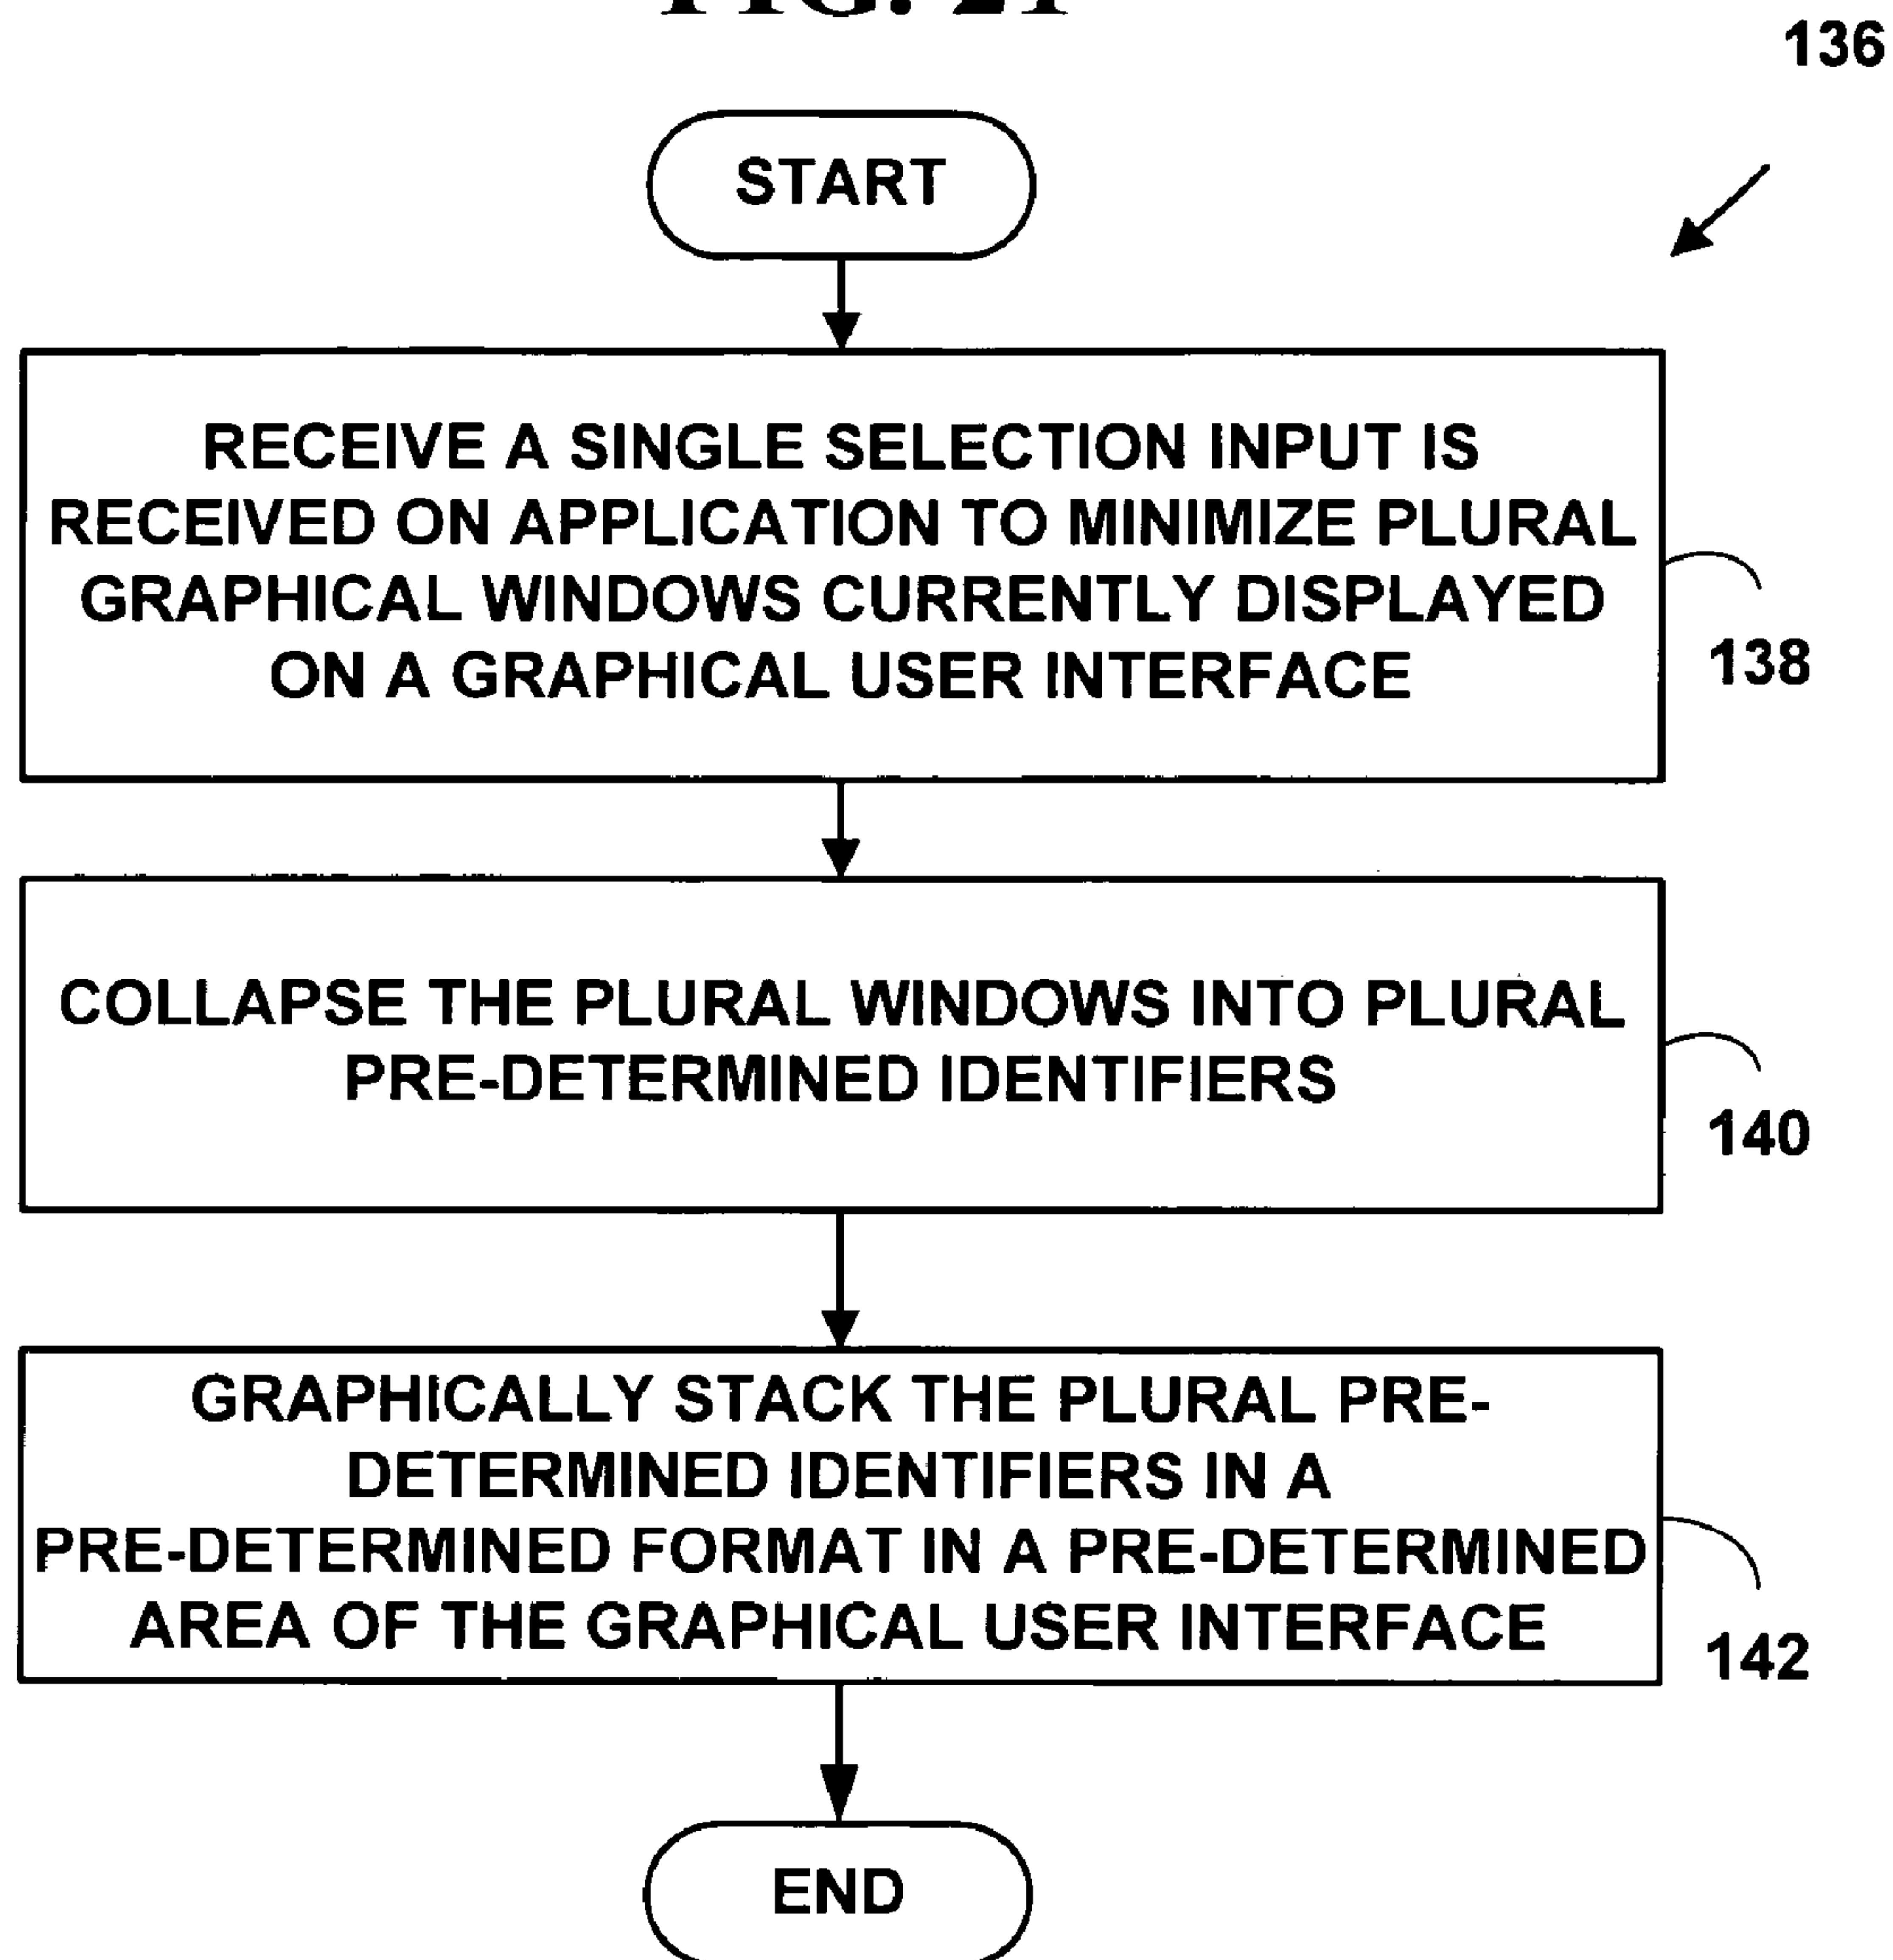 FIG. 21
136
START
RECEIVE A SINGLE SELECTION INPUT IS
RECEIVED ON APPLICATION TO MINIMIZE PLURAL
GRAPHICAL WINDOWS CURRENTLY DISPLAYED
ON A GRAPHICAL USER INTERFACE
138
COLLAPSE THE PLURAL WINDOWS INTO PLURAL
PRE-DETERMINED IDENTIFIERS
140
GRAPHICALLY STACK THE PLURAL PRE-
DETERMINED IDENTIFIERS IN A
PRE-DETERMINED FORMAT IN A PRE-DETERMINED
AREA OF THE GRAPHICAL USER INTERFACE
142
END